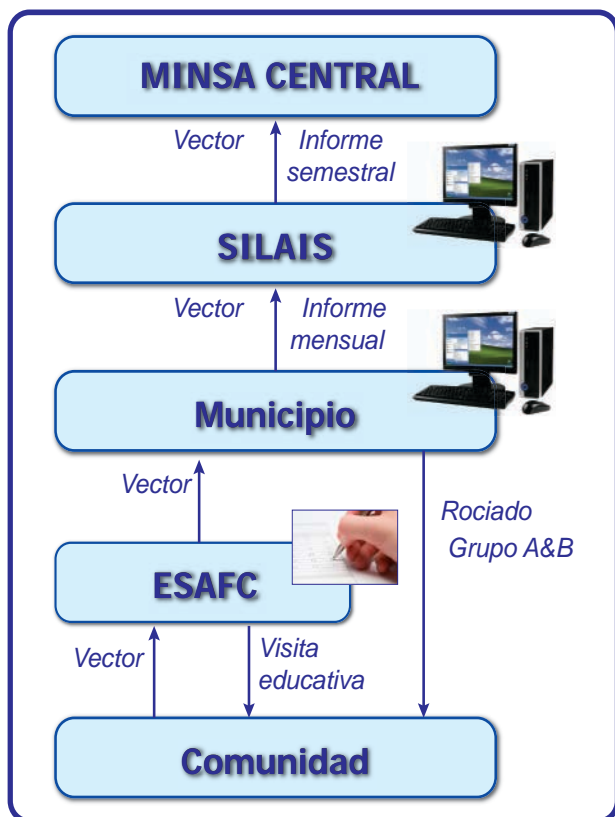 MINSA CENTRAL
Vector
Informe
semestral
SILAIS
Vector
Informe
mensual
Municipio
Vector
Rociado
Grupo A&B
ESAFC
Vector
Visita
educativa
Comunidad